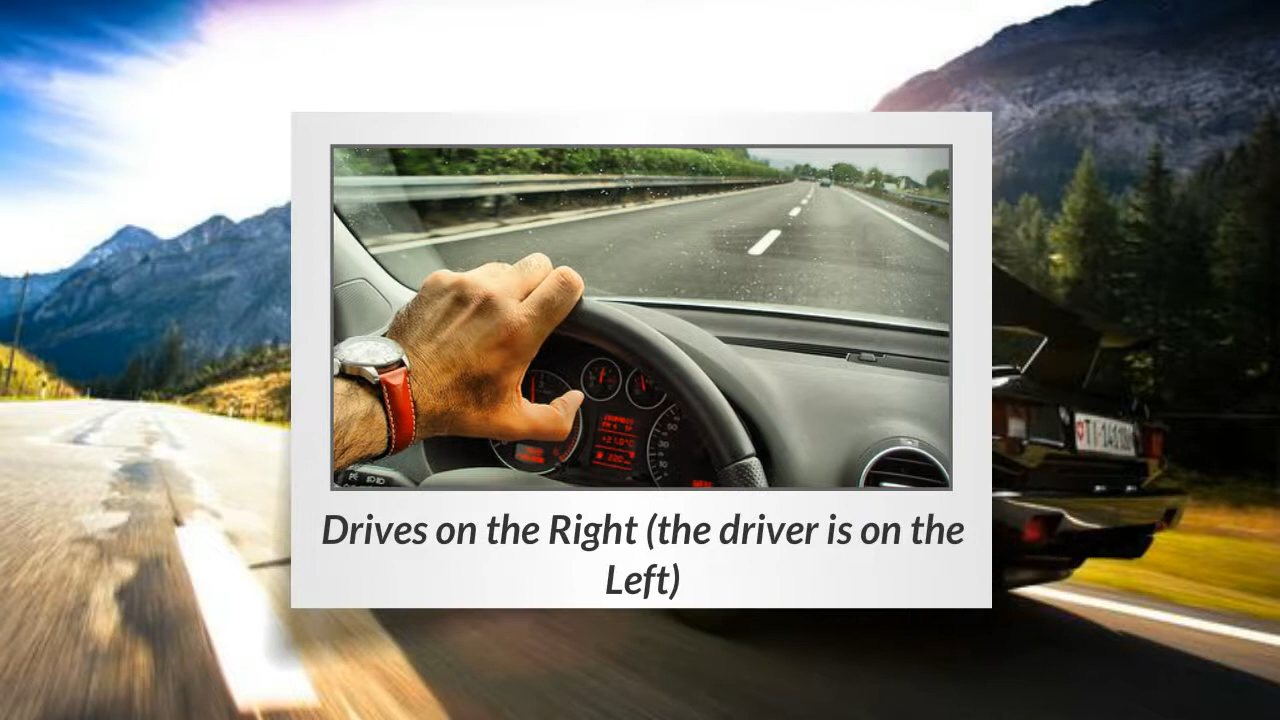 Drives on the Right (the driver is on the
Left)